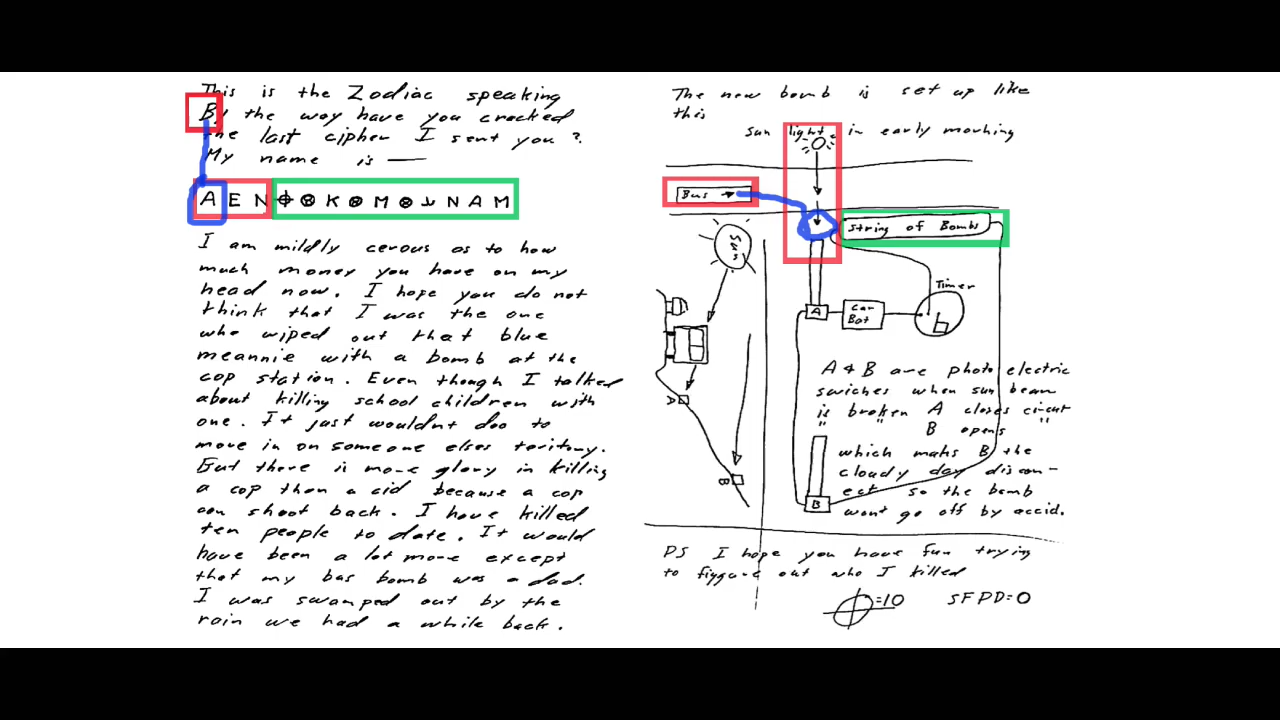 This is the Zodiac speaking
By the way have you cracked
the last cipher I sent you ?
My name is —
A E N ⌖ ⊗ K ⊗ M ⊗ ⅄ N A M
I am mildly cerous as to how
much money you have on my
head now. I hope you do not
think that I was the one
who wiped out that blue
meannie with a bomb at the
cop station. Even though I talked
about killing school children with
one. It just wouldnt doo to
move in on someone elses teritory.
But there is more glory in killing
a cop than a cid because a cop
can shoot back. I have killed
ten people to date. It would
have been a lot more except
that my bas bomb was a dad.
I was swamped out by the
rain we had a while back.
The new bomb is set up like
this
sun light in early morning
Bus →
String of Bombs
Sun
Timer
A
Car
Bat
A
B
A & B are photo electric
swiches when sun beam
is broken A closes circut
" " "
B opens
which maks B the
cloudy day discon-
ect so the bomb
wont go off by accid.
B
PS I hope you have fun trying
to figgure out who I killed
⌖=10 SFPD=0